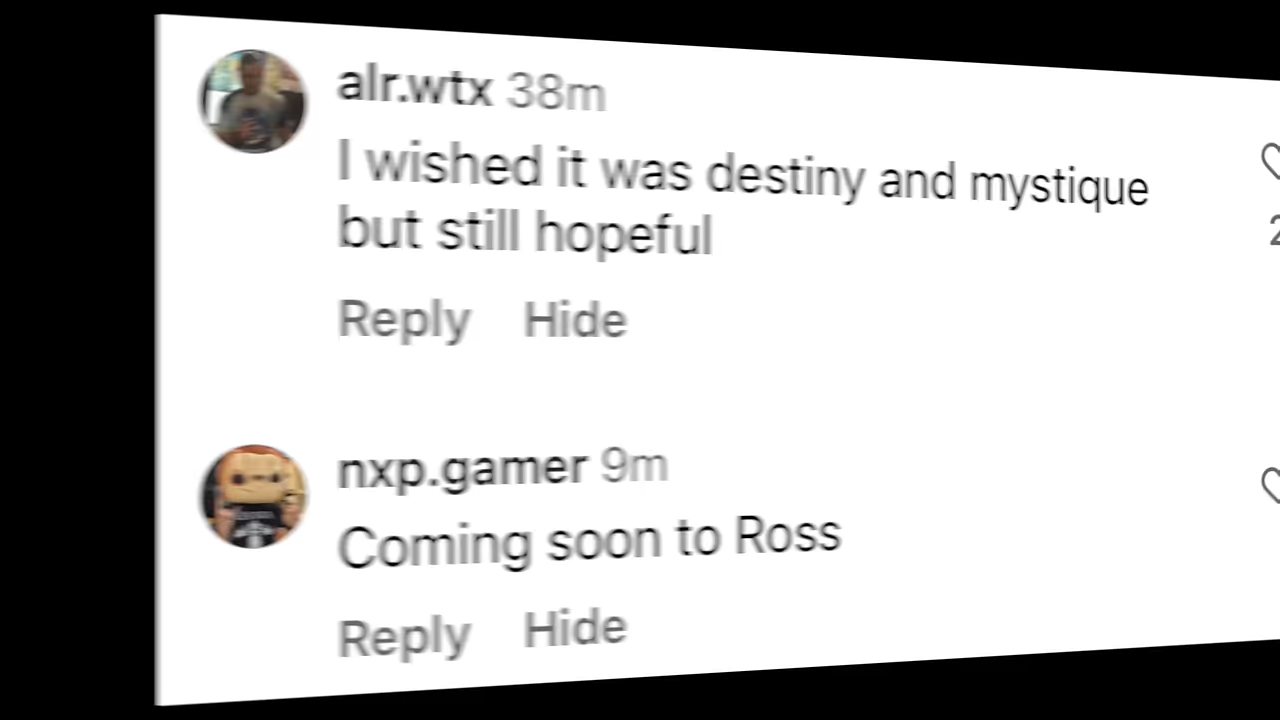 alr.wtx 38m
I wished it was destiny and mystique
but still hopeful
2
Reply Hide
nxp.gamer 9m
Coming soon to Ross
Reply Hide